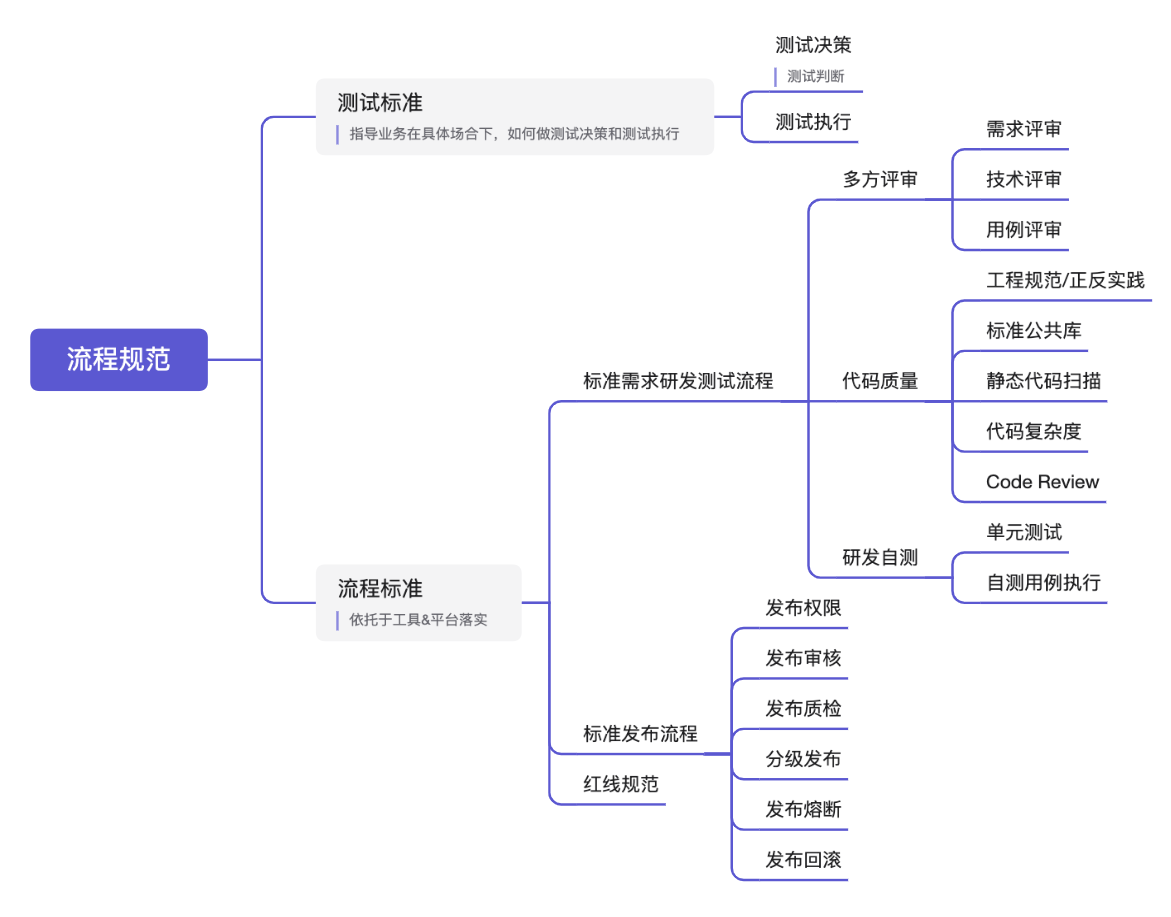 流程规范
测试标准
指导业务在具体场合下，如何做测试决策和测试执行
测试决策
测试判断
测试执行
流程标准
依托于工具&平台落实
标准需求研发测试流程
多方评审
需求评审
技术评审
用例评审
代码质量
工程规范/正反实践
标准公共库
静态代码扫描
代码复杂度
Code Review
研发自测
单元测试
自测用例执行
标准发布流程
发布权限
发布审核
发布质检
分级发布
发布熔断
发布回滚
红线规范